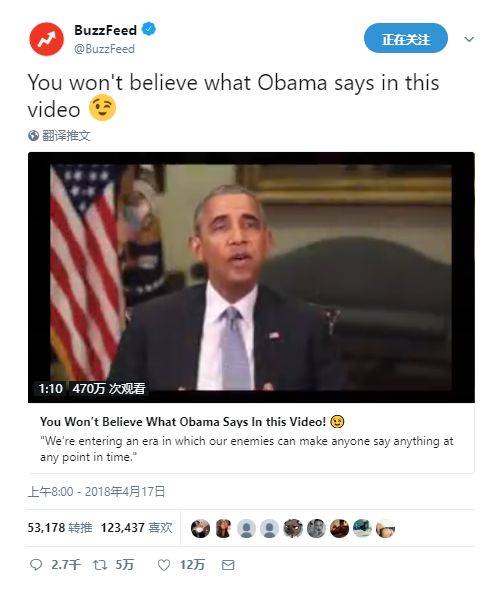 BuzzFeed
@BuzzFeed
正在关注
You won't believe what Obama says in this
video
翻译推文
1:10 470万 次观看
You Won't Believe What Obama Says In this Video!
"We're entering an era in which our enemies can make anyone say anything at
any point in time."
上午8:00 - 2018年4月17日
53,178 转推 123,437 喜欢
2.7千 5万 12万